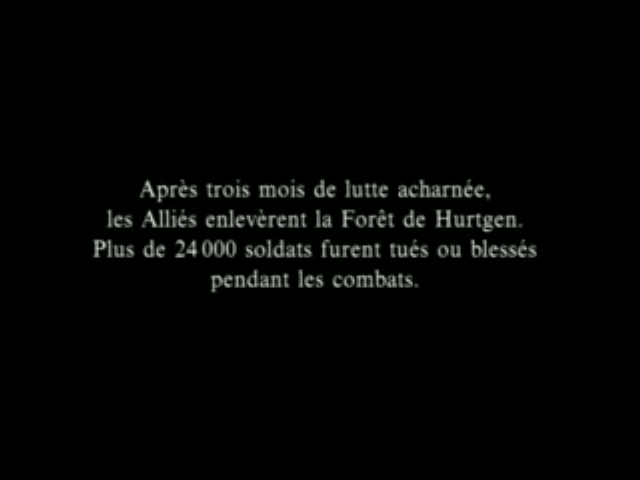 Après trois mois de lutte acharnée,
les Alliés enlevèrent la Forêt de Hurtgen.
Plus de 24 000 soldats furent tués ou blessés
pendant les combats.